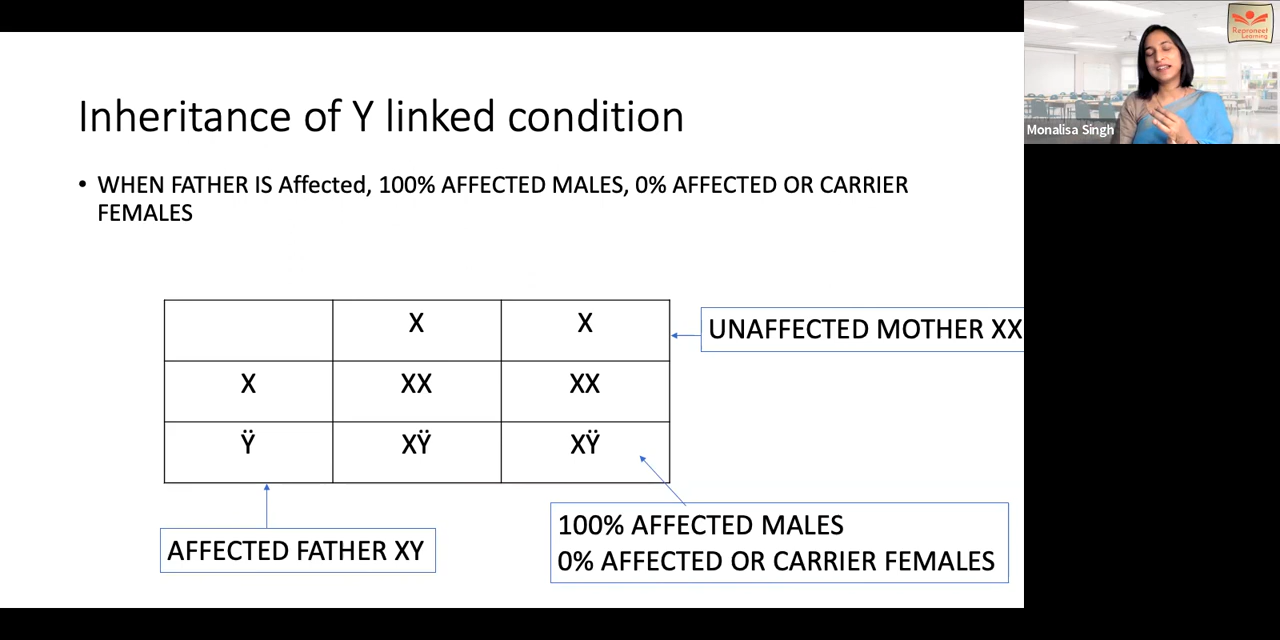 Inheritance of Y linked condition
• WHEN FATHER IS Affected, 100% AFFECTED MALES, 0% AFFECTED OR CARRIER
FEMALES
X X
UNAFFECTED MOTHER XX
X XX XX
Ÿ XŸ XŸ
AFFECTED FATHER XY
100% AFFECTED MALES
0% AFFECTED OR CARRIER FEMALES
Reproneet
Learning
Monalisa Singh